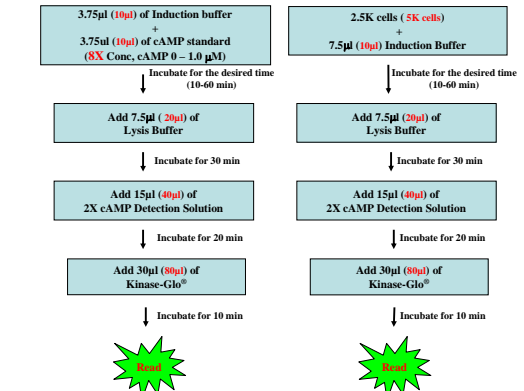 3.75µl (10µl) of Induction buffer
+
3.75ul (10µl) of cAMP standard
(8X Conc, cAMP 0 – 1.0 µM)
Incubate for the desired time
(10-60 min)
Add 7.5µl ( 20µl) of
Lysis Buffer
Incubate for 30 min
Add 15µl (40µl) of
2X cAMP Detection Solution
Incubate for 20 min
Add 30µl (80µl) of
Kinase-Glo®
Incubate for 10 min
Read
2.5K cells ( 5K cells)
+
7.5µl (10µl) Induction Buffer
Incubate for the desired time
(10-60 min)
Add 7.5µl (20µl) of
Lysis Buffer
Incubate for 30 min
Add 15µl (40µl) of
2X cAMP Detection Solution
Incubate for 20 min
Add 30µl (80µl) of
Kinase-Glo®
Incubate for 10 min
Read